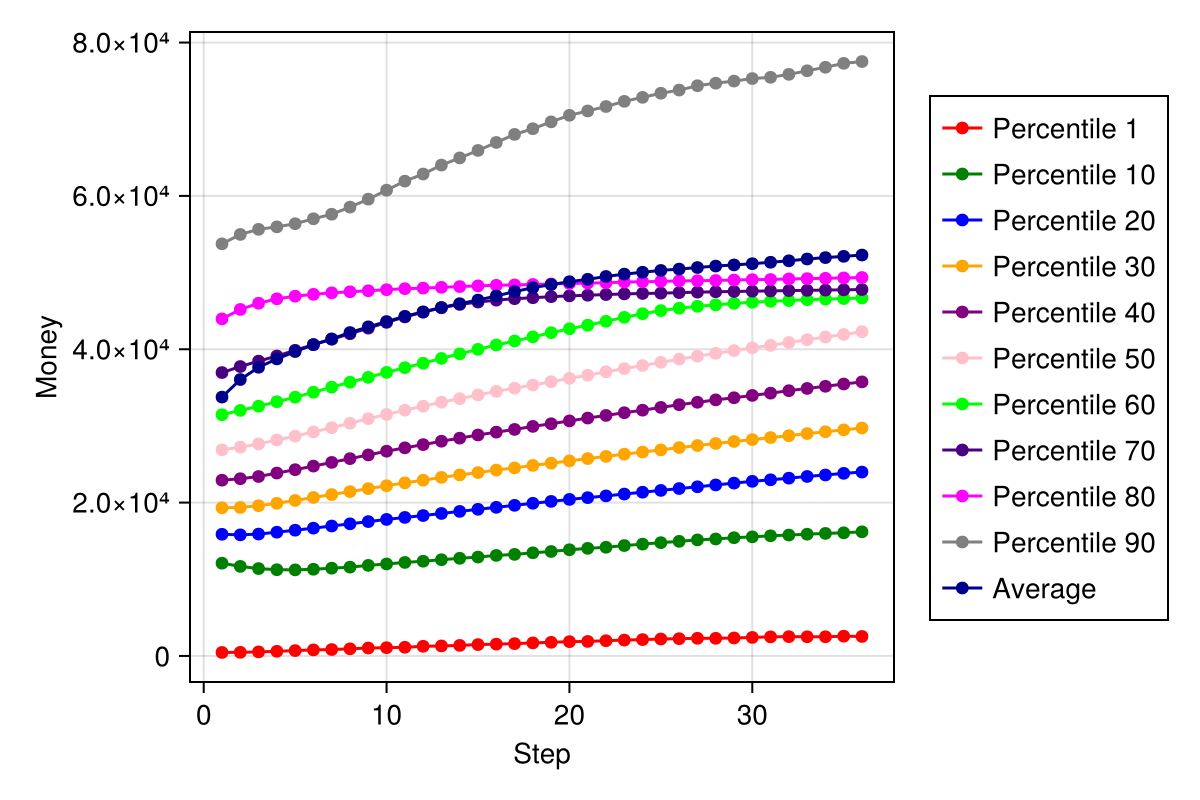 8.0×10⁴
6.0×10⁴
4.0×10⁴
2.0×10⁴
0
Money
0 10 20 30
Step
Percentile 1
Percentile 10
Percentile 20
Percentile 30
Percentile 40
Percentile 50
Percentile 60
Percentile 70
Percentile 80
Percentile 90
Average